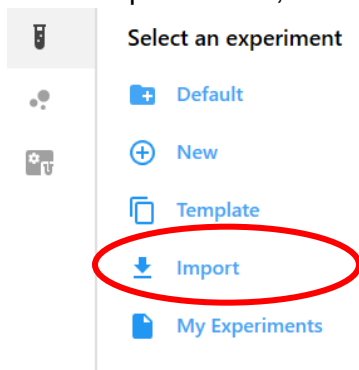 Select an experiment
Default
New
Template
Import
My Experiments